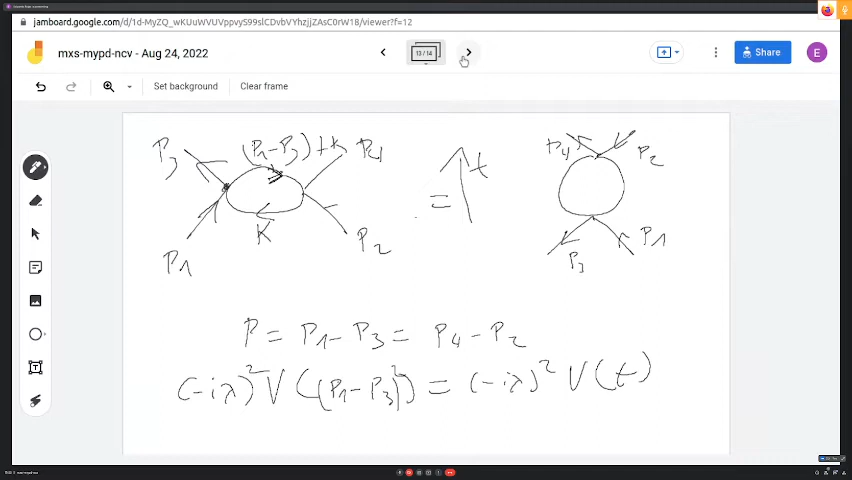 jamboard.google.com/d/1d-MyZQ_wKUuWVUVppvyS99slCDvbVYhzjjZAsC0rW18/viewer?f=12
mxs-mypd-ncv - Aug 24, 2022
13 / 14
Share
E
Set background
Clear frame
P3
(P1-P3)+K
P4
K
P1
P2
= t
P4
P2
P3
P1
P = P1 - P3 = P4 - P2
(-iλ)² V((P1-P3)²) = (-iλ)² V(t)